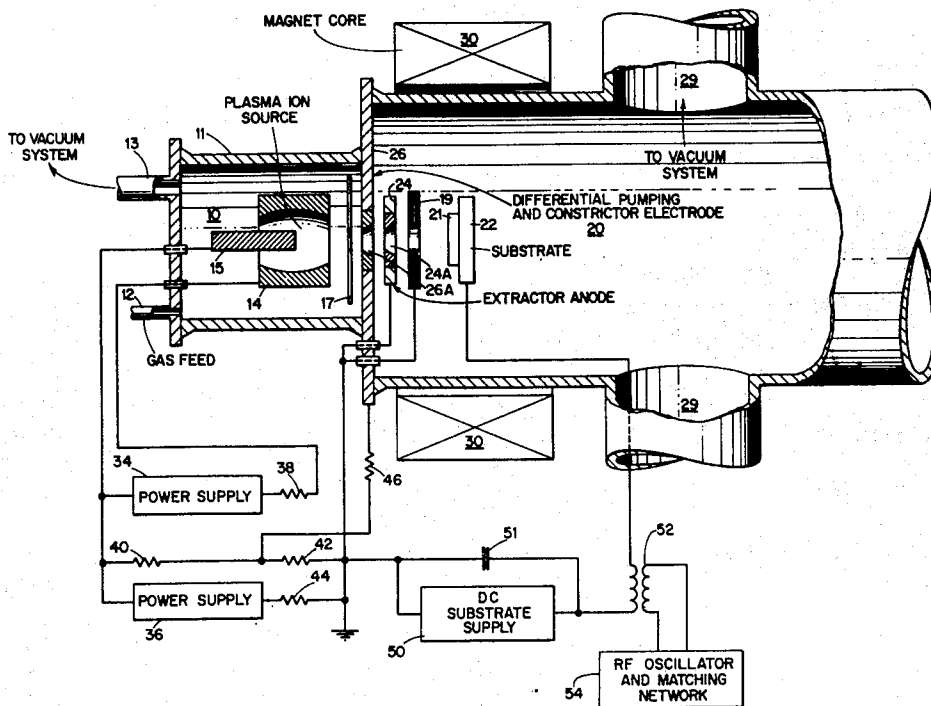 MAGNET CORE
30
29
PLASMA ION
SOURCE
TO VACUUM
SYSTEM
13
11
26
24
19
TO VACUUM
SYSTEM
DIFFERENTIAL PUMPING
AND CONSTRICTOR ELECTRODE
20
10
21
22
SUBSTRATE
15
24A
26A
14
17
EXTRACTOR ANODE
12
GAS FEED
29
30
34
38
46
POWER SUPPLY
40
42
51
52
44
POWER SUPPLY
36
DC
SUBSTRATE
SUPPLY
50
54
RF OSCILLATOR
AND MATCHING
NETWORK